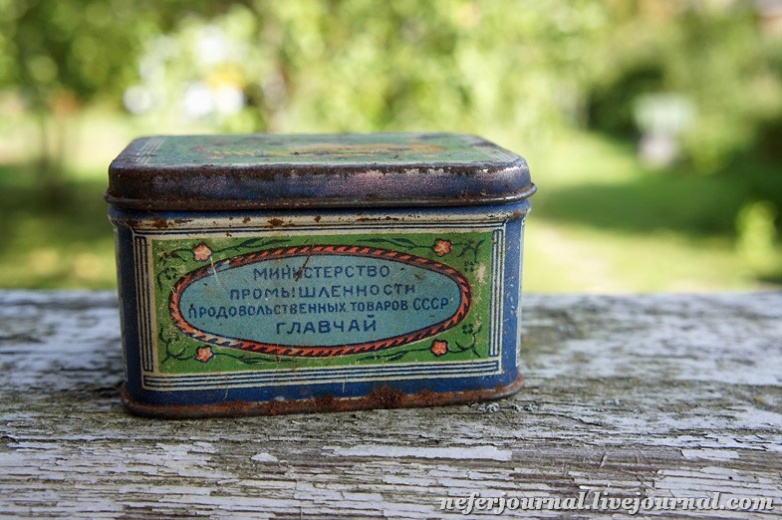 МИНИСТЕРСТВО
ПРОМЫШЛЕННОСТИ
ПРОДОВОЛЬСТВЕННЫХ ТОВАРОВ СССР
ГЛАВЧАЙ
neferjournal.livejournal.com